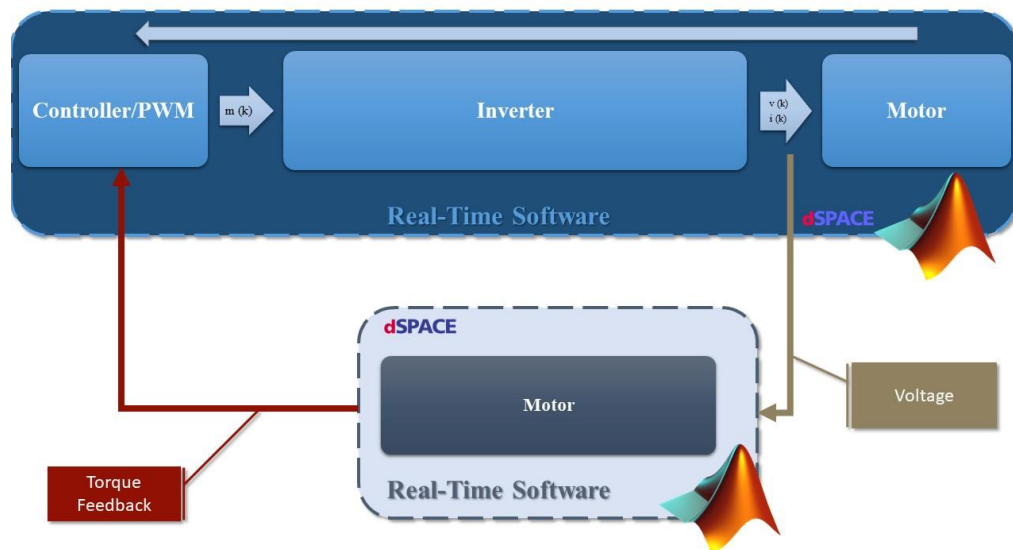 Controller/PWM
m (k)
Inverter
v (k)
i (k)
Motor
Real-Time Software
dSPACE
dSPACE
Motor
Voltage
Real-Time Software
Torque
Feedback